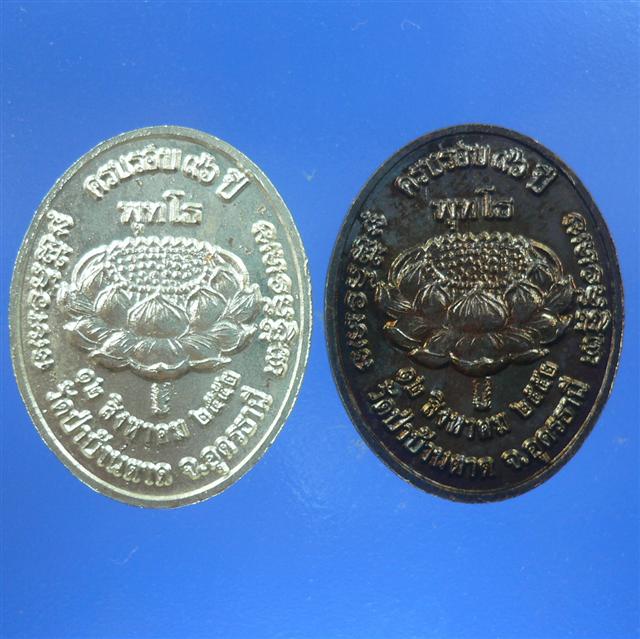 ครบรอบ ๙๖ ปี
พุทโธ
๑๒ สิงหาคม ๒๕๕๒
วัดป่าบ้านตาด จ.อุดรธานี
ครบรอบ ๙๖ ปี
พุทโธ
๑๒ สิงหาคม ๒๕๕๒
วัดป่าบ้านตาด จ.อุดรธานี